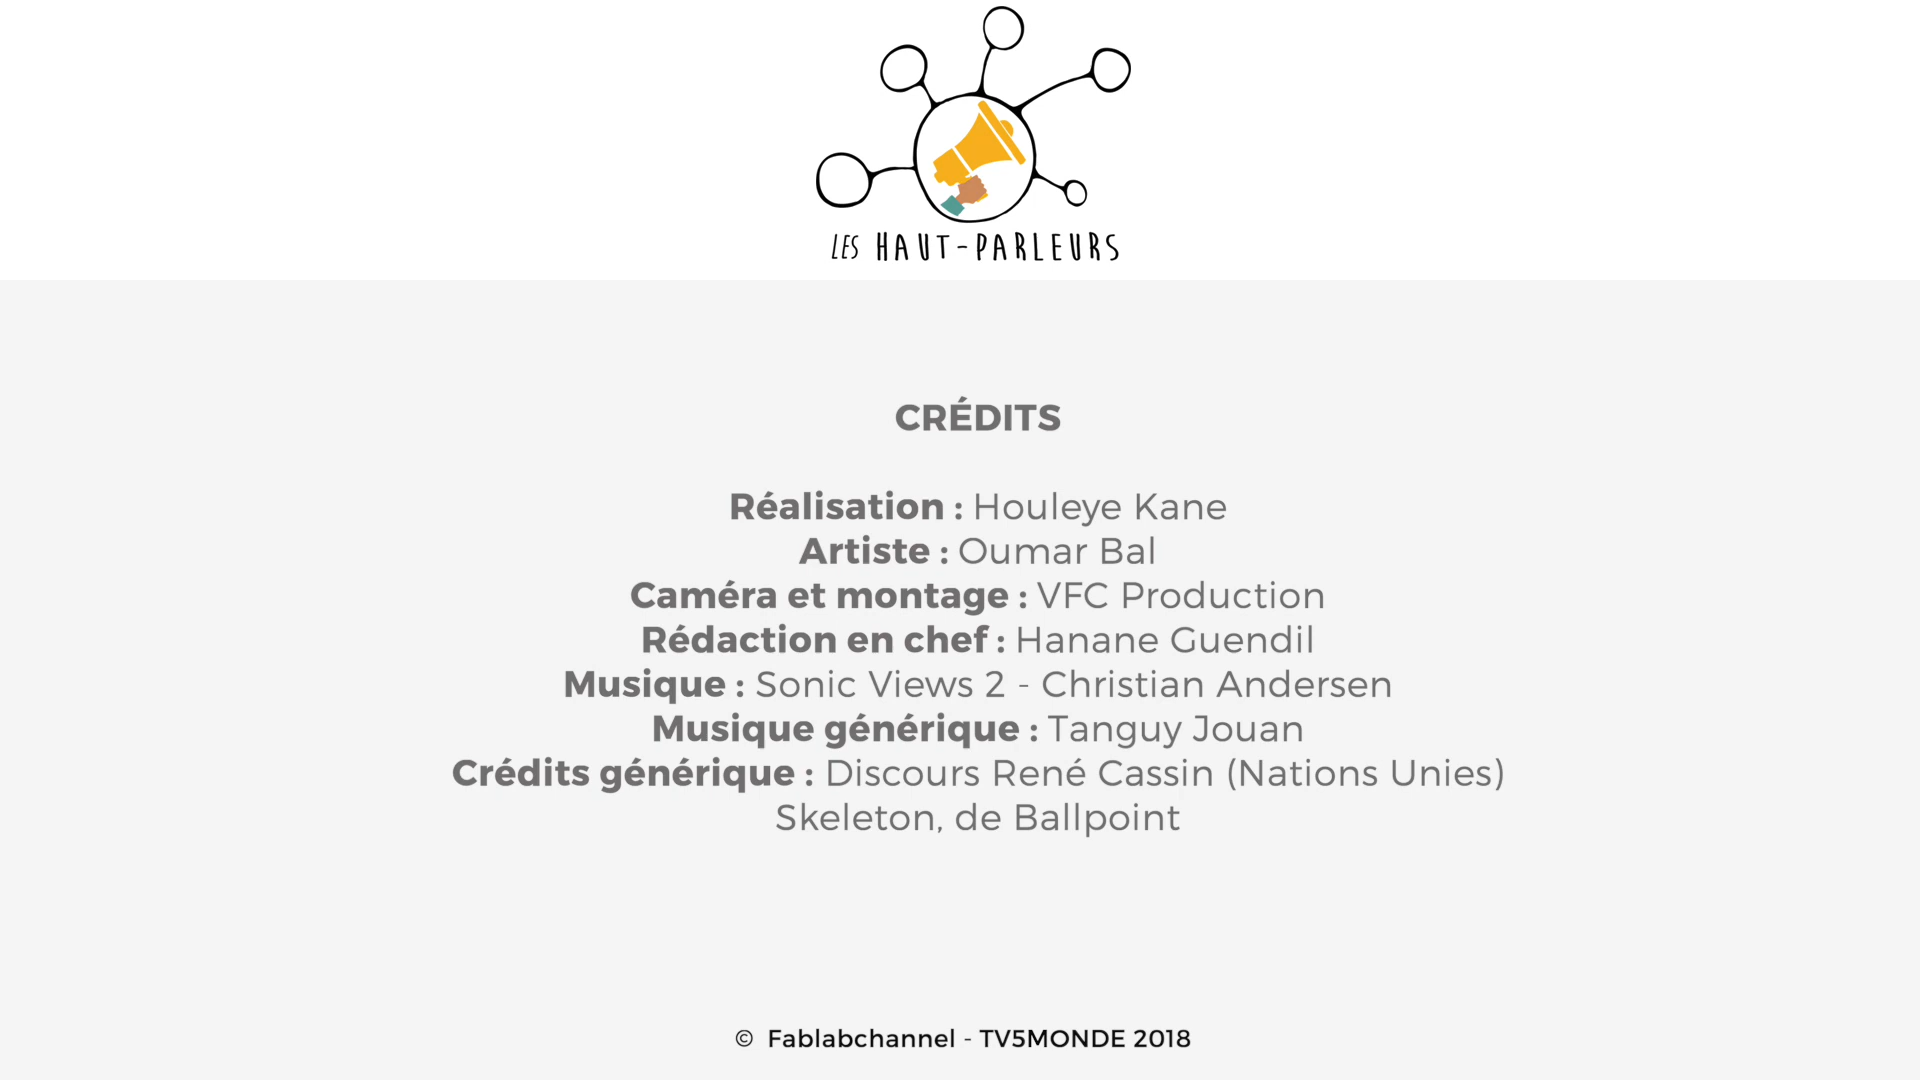 LES HAUT-PARLEURS
CRÉDITS
Réalisation : Houleye Kane
Artiste : Oumar Bal
Caméra et montage : VFC Production
Rédaction en chef : Hanane Guendil
Musique : Sonic Views 2 - Christian Andersen
Musique générique : Tanguy Jouan
Crédits générique : Discours René Cassin (Nations Unies)
Skeleton, de Ballpoint
© Fablabchannel - TV5MONDE 2018